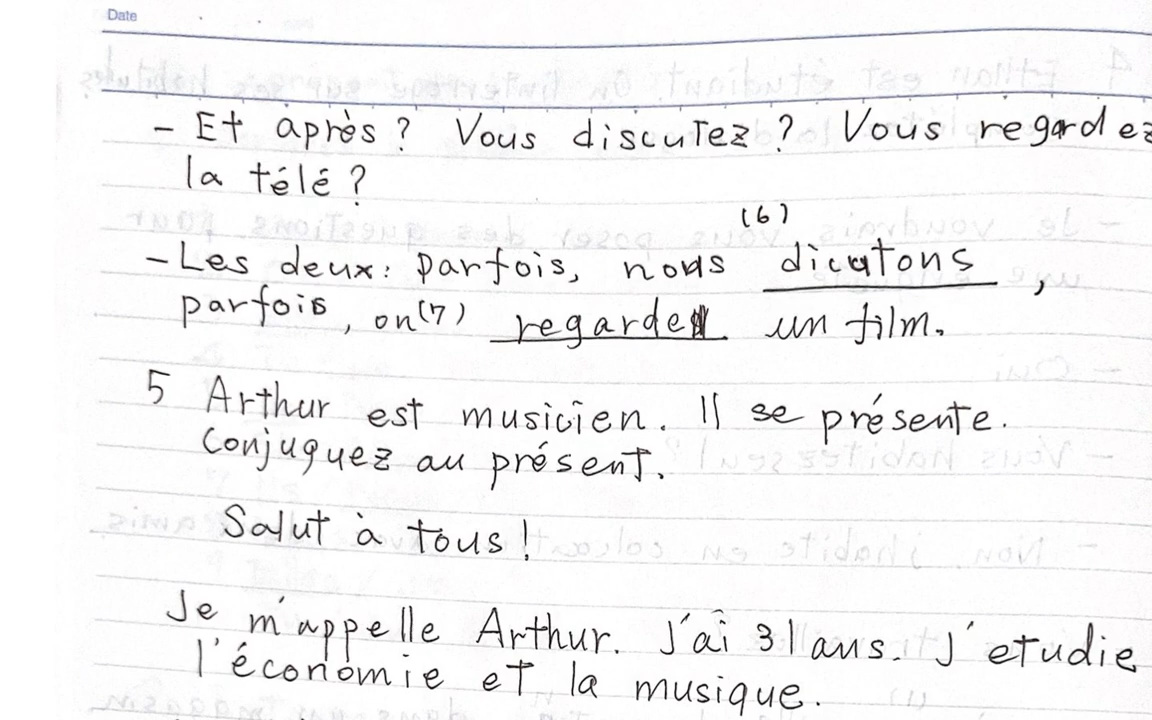 Date
- Et après ? Vous discutez ? Vous regardez
la télé ?
(6)
- Les deux : parfois, nous dicutons,
parfois, on (7) regarde un film.
5 Arthur est musicien. Il se présente.
Conjuguez au présent.
Salut à tous !
Je m'appelle Arthur. J'ai 31 ans. J'etudie
l'économie et la musique.